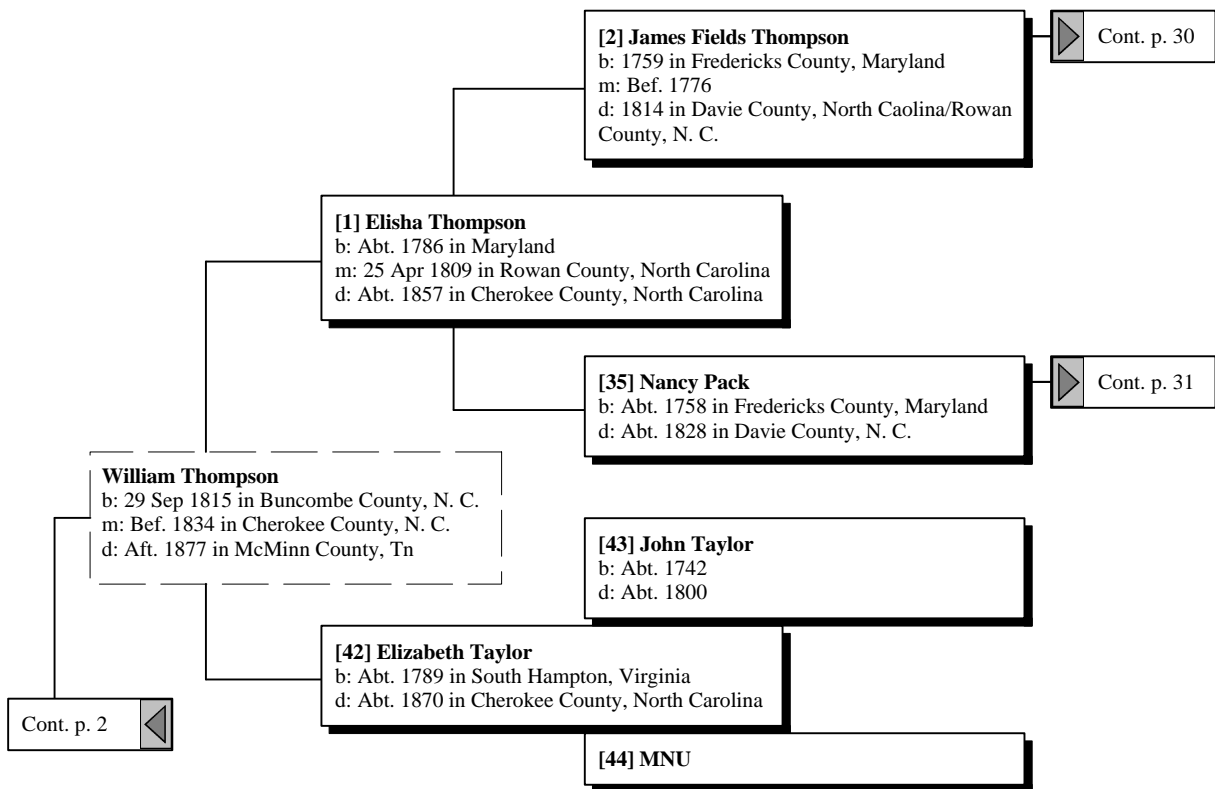 [2] James Fields Thompson
b: 1759 in Fredericks County, Maryland
m: Bef. 1776
d: 1814 in Davie County, North Caolina/Rowan
County, N. C.
Cont. p. 30
[1] Elisha Thompson
b: Abt. 1786 in Maryland
m: 25 Apr 1809 in Rowan County, North Carolina
d: Abt. 1857 in Cherokee County, North Carolina
[35] Nancy Pack
b: Abt. 1758 in Fredericks County, Maryland
d: Abt. 1828 in Davie County, N. C.
Cont. p. 31
William Thompson
b: 29 Sep 1815 in Buncombe County, N. C.
m: Bef. 1834 in Cherokee County, N. C.
d: Aft. 1877 in McMinn County, Tn
[43] John Taylor
b: Abt. 1742
d: Abt. 1800
[42] Elizabeth Taylor
b: Abt. 1789 in South Hampton, Virginia
d: Abt. 1870 in Cherokee County, North Carolina
Cont. p. 2
[44] MNU